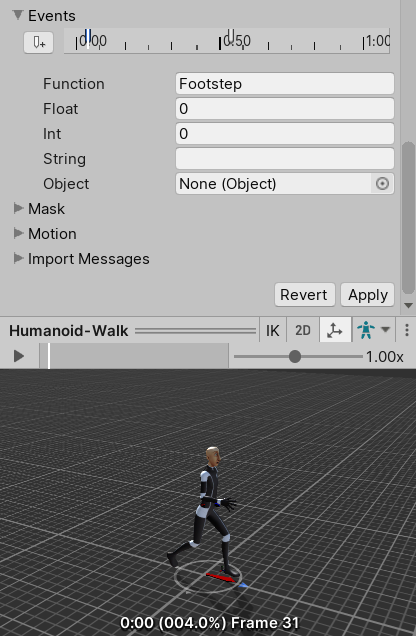 Events
0:00 0:50 1:00
Function Footstep
Float 0
Int 0
String
Object None (Object)
Mask
Motion
Import Messages
Revert Apply
Humanoid-Walk IK 2D
1.00x
0:00 (004.0%) Frame 31